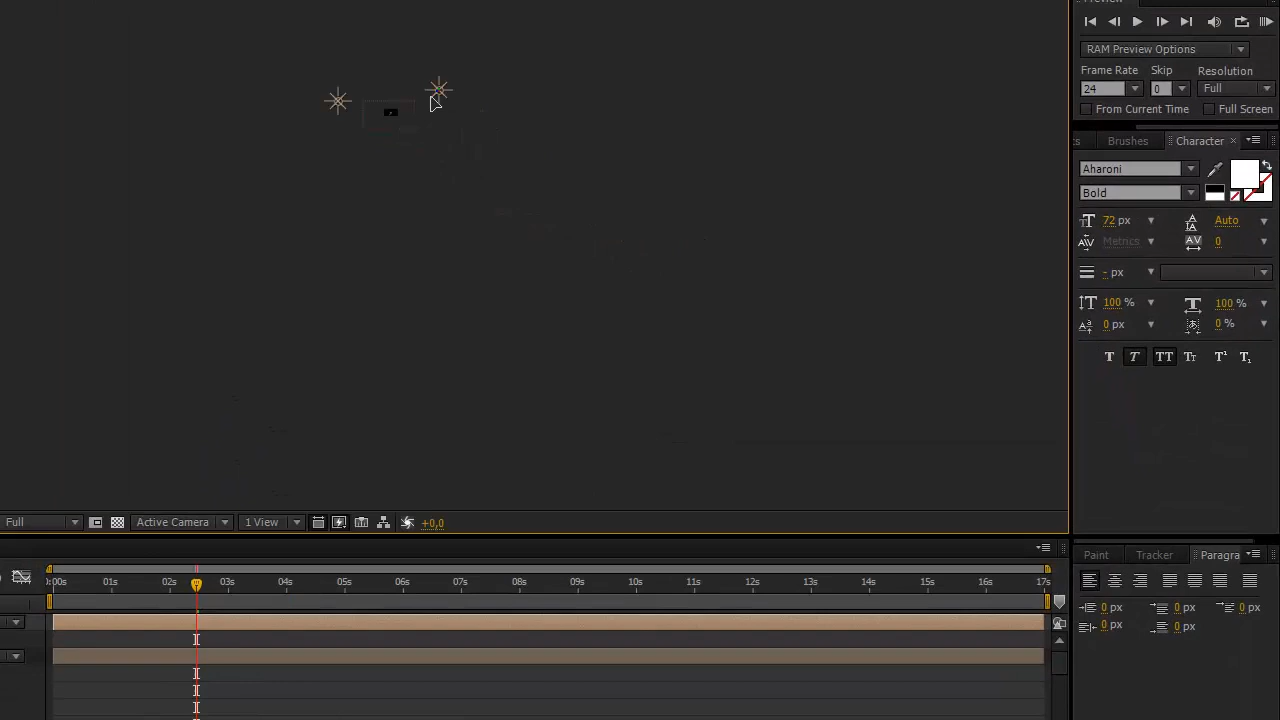 Preview
RAM Preview Options
Frame Rate Skip Resolution
24 0 Full
From Current Time Full Screen
Brushes Character
Aharoni
Bold
72 px Auto
Metrics 0
- px
100 % 100 %
0 px 0 %
T T TT Tr T¹ T₁
Full Active Camera 1 View +0,0
Paint Tracker Paragra
:00s 01s 02s 03s 04s 05s 06s 07s 08s 09s 10s 11s 12s 13s 14s 15s 16s 17s
0 px 0 px 0 px
0 px 0 px